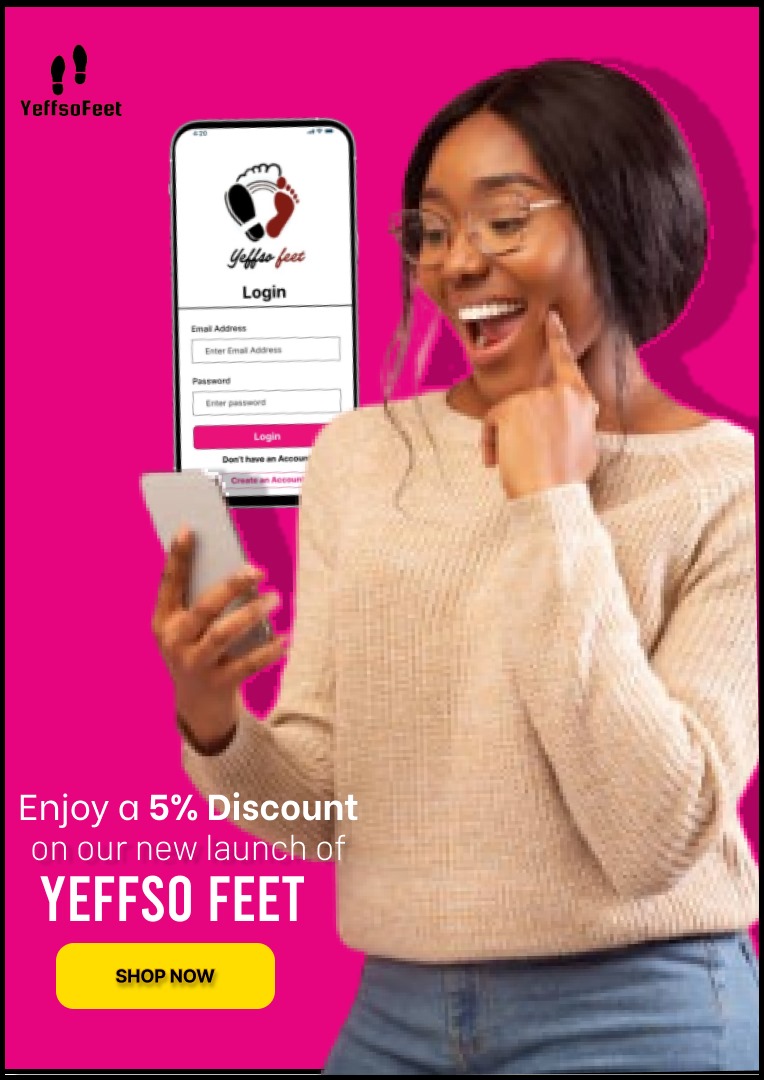 YeffsoFeet
4:20
Yeffso feet
Login
Email Address
Enter Email Address
Password
Enter password
Login
Don't have an Accoun
Create an Account
Enjoy a 5% Discount
on our new launch of
YEFFSO FEET
SHOP NOW